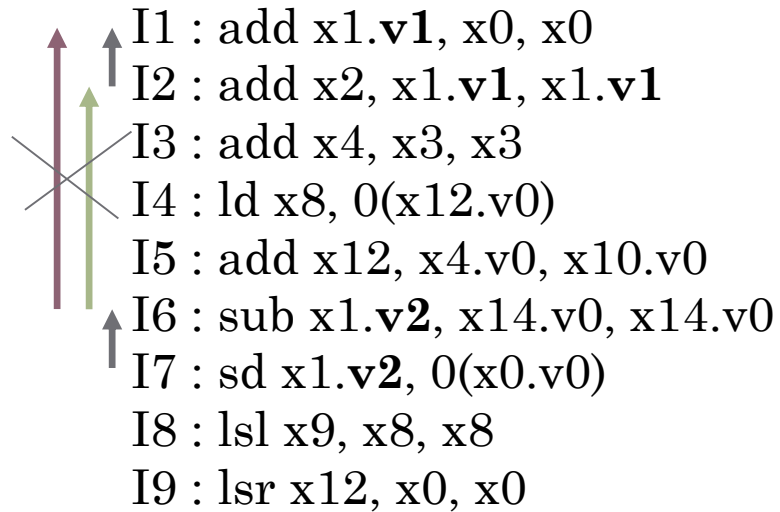 I1 : add x1.v1, x0, x0
I2 : add x2, x1.v1, x1.v1
I3 : add x4, x3, x3
I4 : ld x8, 0(x12.v0)
I5 : add x12, x4.v0, x10.v0
I6 : sub x1.v2, x14.v0, x14.v0
I7 : sd x1.v2, 0(x0.v0)
I8 : lsl x9, x8, x8
I9 : lsr x12, x0, x0